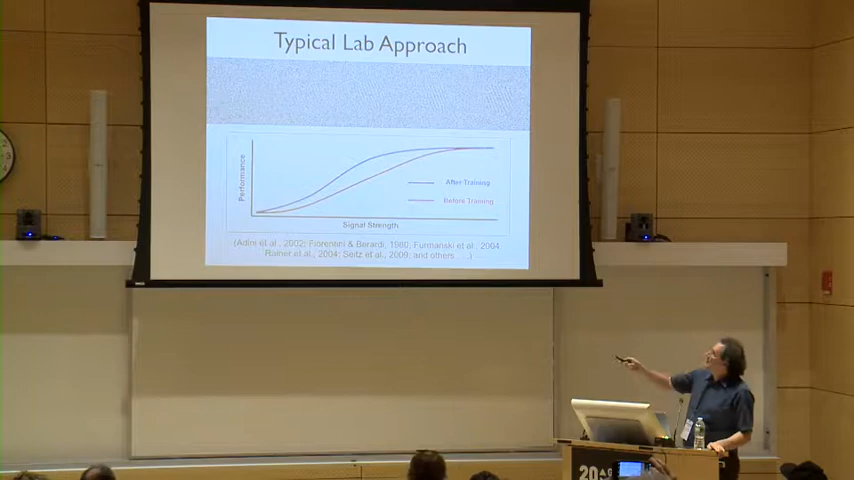 Typical Lab Approach
Performance
After Training
Before Training
Signal Strength
(Adini et al., 2002; Fiorentini & Berardi, 1980, Furmanski et al., 2004,
Rainer et al., 2004; Seitz et al., 2009; and others ....)
20